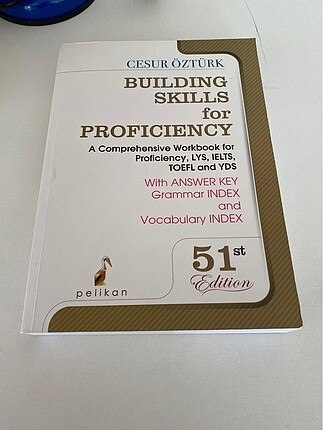 CESUR ÖZTÜRK
BUILDING
SKILLS
for
PROFICIENCY
A Comprehensive Workbook for
Proficiency, LYS, IELTS,
TOEFL and YDS
With ANSWER KEY
Grammar INDEX
and
Vocabulary INDEX
51st
Edition
pelikan